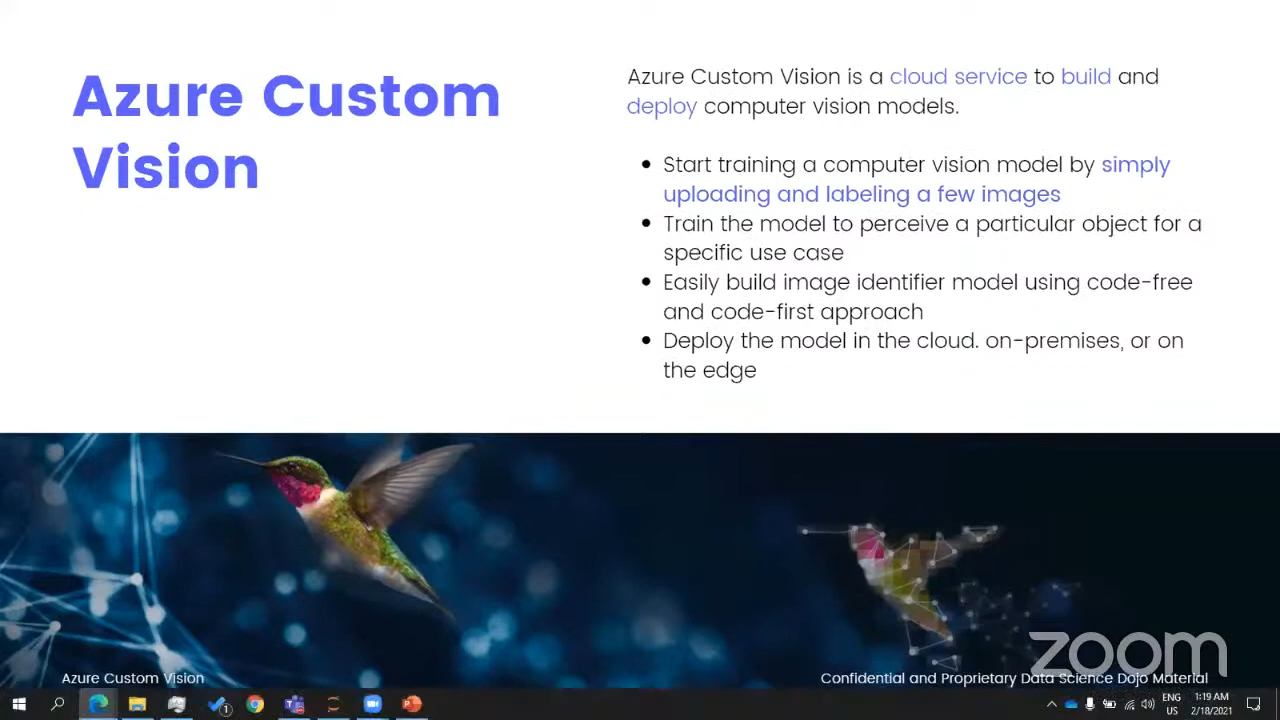 Azure Custom
Vision
Azure Custom Vision is a cloud service to build and
deploy computer vision models.
• Start training a computer vision model by simply
uploading and labeling a few images
• Train the model to perceive a particular object for a
specific use case
• Easily build image identifier model using code-free
and code-first approach
• Deploy the model in the cloud. on-premises, or on
the edge
zoom
Azure Custom Vision
Confidential and Proprietary Data Science Dojo Material
1
ENG
US
1:19 AM
2/18/2021